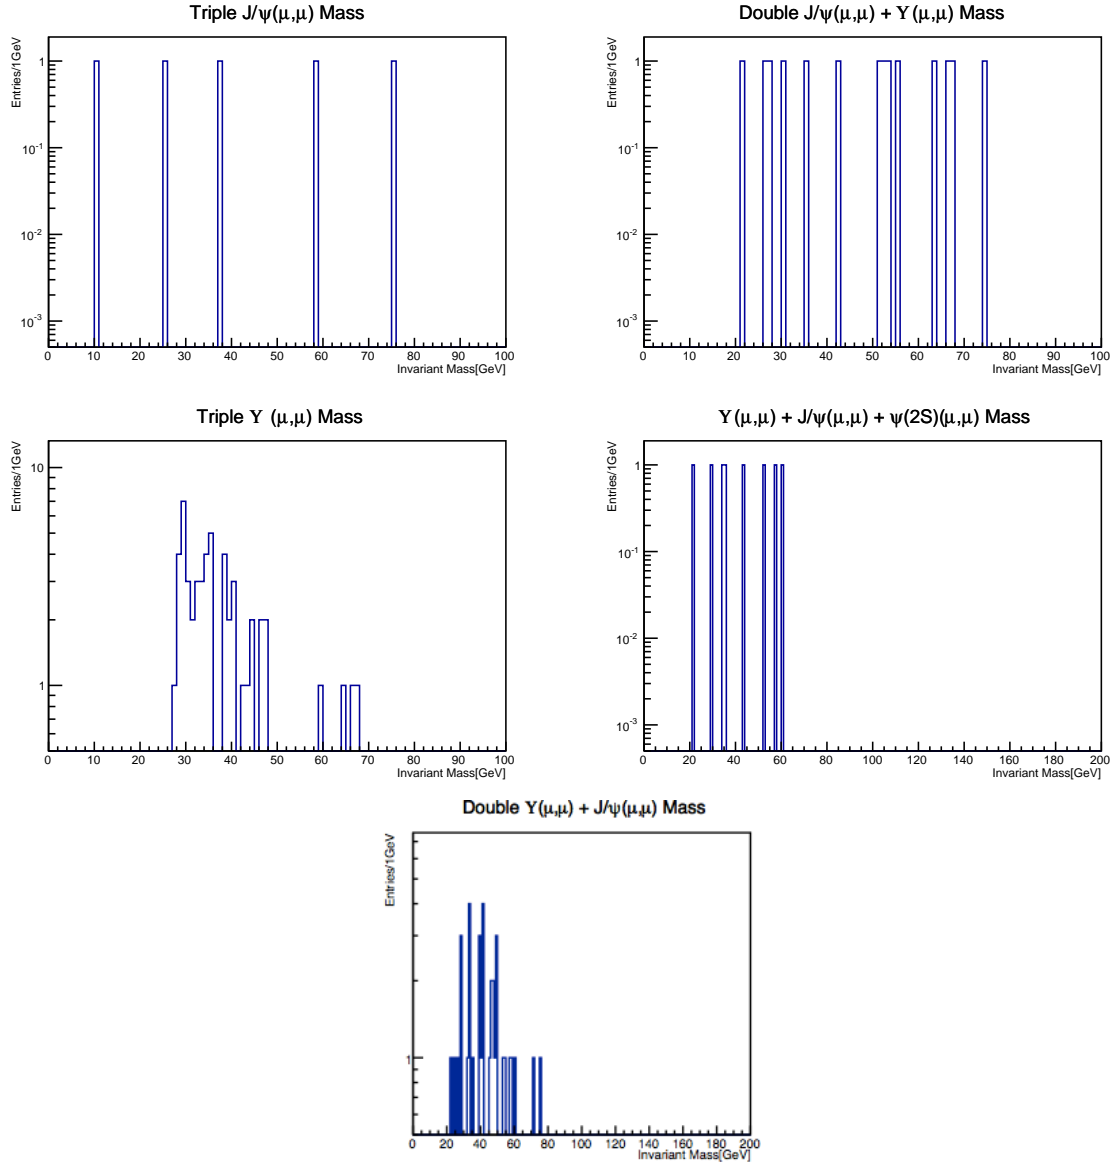 Triple J/ψ(μ,μ) Mass
Entries/1GeV
1
10⁻¹
10⁻²
10⁻³
0 10 20 30 40 50 60 70 80 90 100
Invariant Mass[GeV]
Double J/ψ(μ,μ) + Υ(μ,μ) Mass
Entries/1GeV
1
10⁻¹
10⁻²
10⁻³
0 10 20 30 40 50 60 70 80 90 100
Invariant Mass[GeV]
Triple Υ (μ,μ) Mass
Entries/1GeV
10
1
0 10 20 30 40 50 60 70 80 90 100
Invariant Mass[GeV]
Υ(μ,μ) + J/ψ(μ,μ) + ψ(2S)(μ,μ) Mass
Entries/1GeV
1
10⁻¹
10⁻²
10⁻³
0 20 40 60 80 100 120 140 160 180 200
Invariant Mass[GeV]
Double Υ(μ,μ) + J/ψ(μ,μ) Mass
Entries/1GeV
1
0 20 40 60 80 100 120 140 160 180 200
Invariant Mass[GeV]